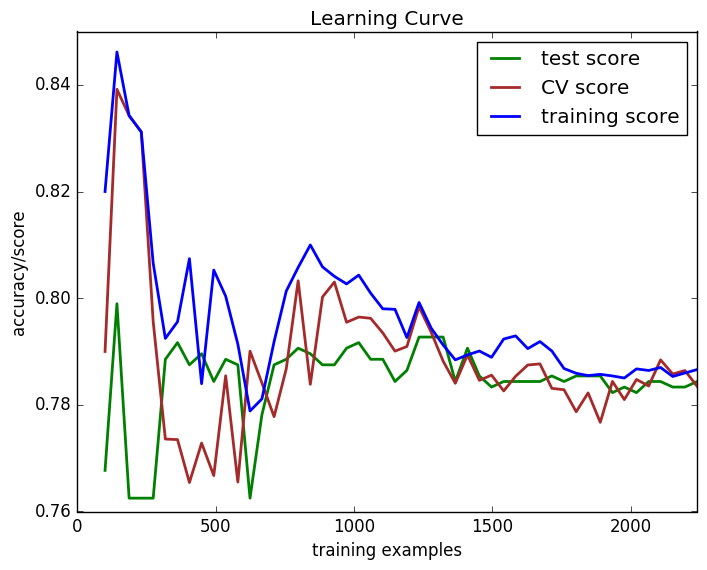 Learning Curve
test score
CV score
training score
0.84
0.82
0.80
0.78
0.76
accuracy/score
0 500 1000 1500 2000
training examples